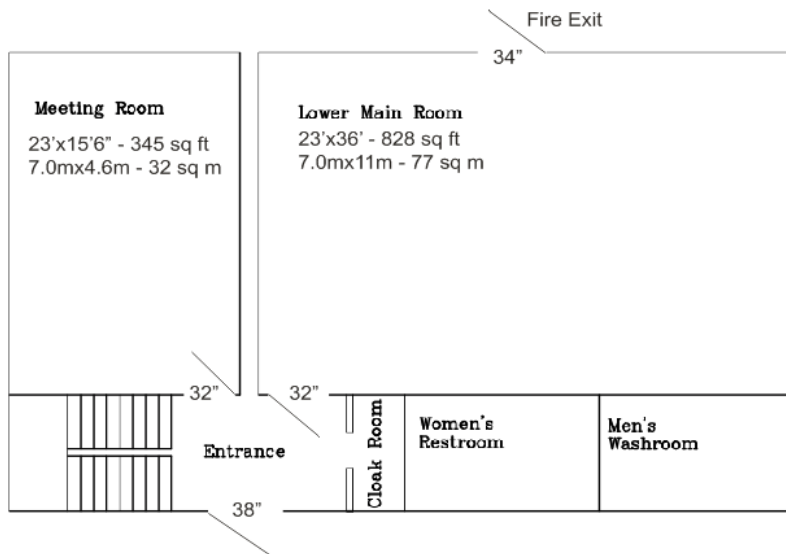 Fire Exit
34”
Meeting Room
23’x15’6” - 345 sq ft
7.0mx4.6m - 32 sq m
Lower Main Room
23’x36’ - 828 sq ft
7.0mx11m - 77 sq m
32”
32”
Entrance
Cloak Room
Women's
Restroom
Men's
Washroom
38”